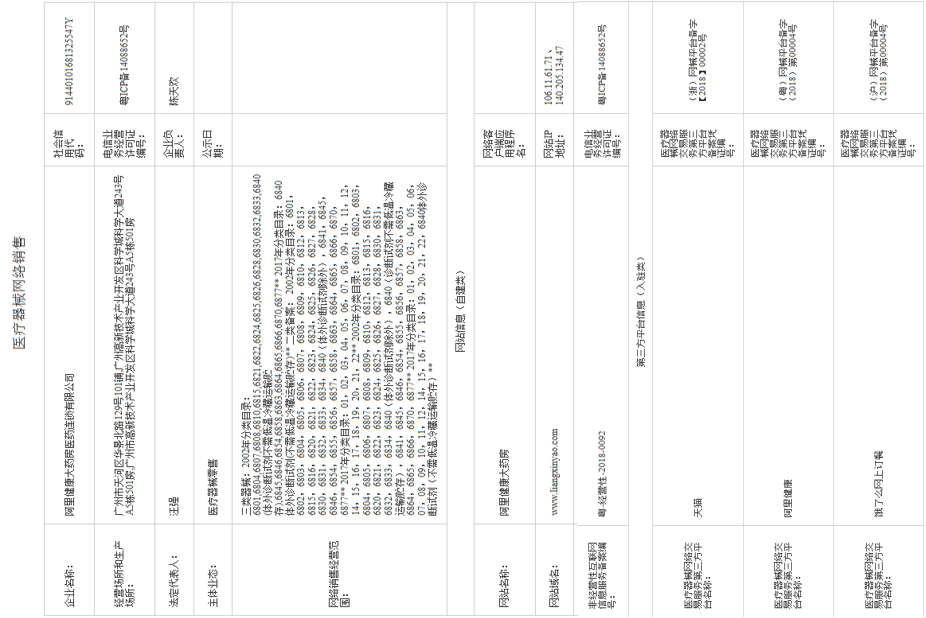 医疗器械网络销售
企业名称：
阿里健康大药房医药连锁有限公司
社会信
用代
码：
91440101681325547Y
经营场所和生产
场所：
广州市天河区华景北路129号101铺,广州高新技术产业开发区科学城科学大道243号
A5栋501房,广州市高新技术产业开发区科学城科学大道243号A5栋501房
电信业
务经营
许可证
编号：
粤ICP备14088652号
法定代表人：
汪强
企业负
责人：
陈天欢
主体业态：
医疗器械零售
公示日
期：
网络销售经营范
围：
三类器械：2002年分类目录：
6801,6804,6807,6808,6810,6815,6821,6822,6824,6825,6826,6828,6830,6832,6833,6840
(体外诊断试剂不需低温冷藏运输贮
存),6845,6846,6854,6858,6863,6864,6865,6866,6870,6877** 2017年分类目录：6840
体外诊断试剂(不需低温冷藏运输贮存)** 二类备案：2002年分类目录：6801，
6802，6803，6804，6805，6806，6807，6808，6809，6810，6812，6813，
6815，6816，6820，6821，6822，6823，6824，6825，6826，6827，6828，
6830，6831，6832，6833，6834，6840（体外诊断试剂除外），6841，6845，
6846，6854，6855，6856，6857，6858，6863，6864，6865，6866，6870，
6877** 2017年分类目录：01，02，03，04，05，06，07，08，09，10，11，12，
14，15，16，17，18，19，20，21，22** 2002年分类目录：6801，6802，6803，
6804，6805，6806，6807，6808，6809，6810，6812，6813，6815，6816，
6820，6821，6822，6823，6824，6825，6826，6827，6828，6830，6831，
6832，6833，6834，6840（体外诊断试剂除外），6840（诊断试剂不需低温冷藏
运输贮存），6841，6845，6846，6854，6855，6856，6857，6858，6863，
6864，6865，6866，6870，6877** 2017年分类目录：01，02，03，04，05，06，
07，08，09，10，11，12，14，15，16，17，18，19，20，21，22，6840体外诊
断试剂（不需低温冷藏运输贮存）**
网站信息（自建类）
网站名称：
阿里健康大药房
网络客
户端应
用程序
名：
网站域名：
www.liangxinyao.com
网站IP
地址：
106.11.61.71、
140.205.134.47
非经营性互联网
信息服务备案编
号：
粤-经营性-2018-0092
电信业
务经营
许可证
编号：
粤ICP备14088652号
第三方平台信息（入驻类）
医疗器械网络交
易服务第三方平
台名称：
天猫
医疗器
械网络
交易服
务第三
方平台
备案凭
证编
号：
（浙）网械平台备字
【2018】00002号
医疗器械网络交
易服务第三方平
台名称：
阿里健康
医疗器
械网络
交易服
务第三
方平台
备案凭
证编
号：
（粤）网械平台备字
（2018）第00004号
医疗器械网络交
易服务第三方平
台名称：
饿了么网上订餐
医疗器
械网络
交易服
务第三
方平台
备案凭
证编
号：
（沪）网械平台备字
（2018）第00004号